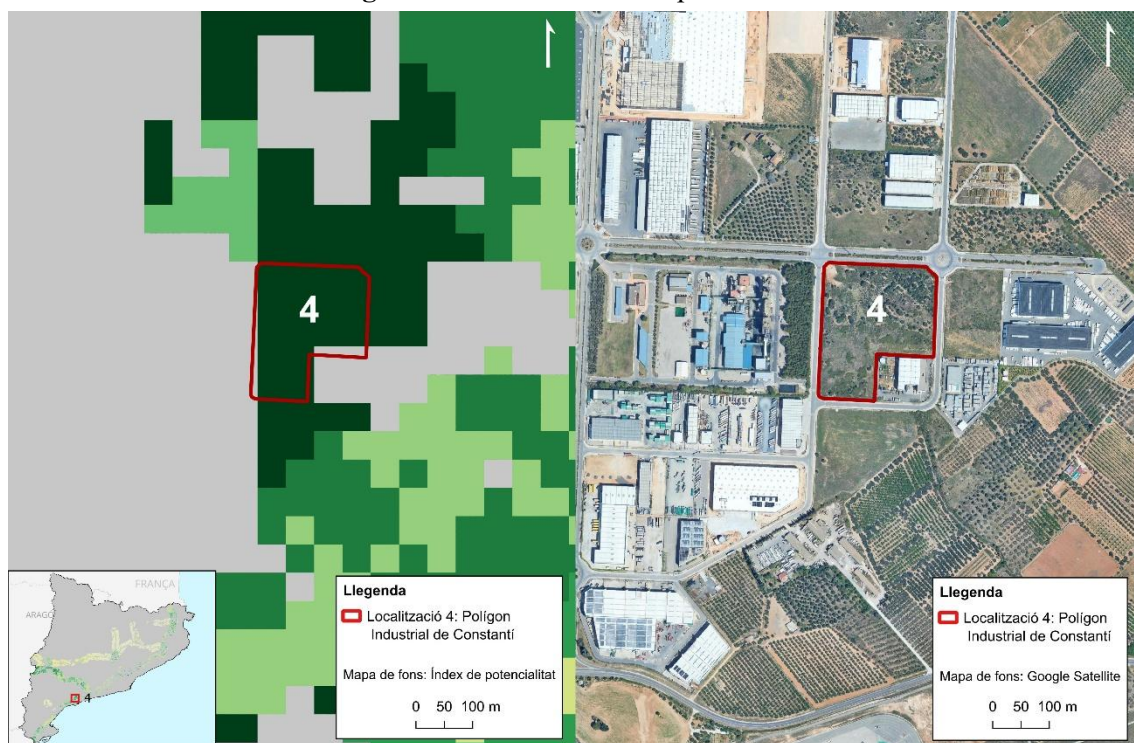 4
4
FRANÇA
ARAGÓ
4
Llegenda
Localització 4: Polígon
Industrial de Constantí
Mapa de fons: Índex de potencialitat
0 50 100 m
Llegenda
Localització 4: Polígon
Industrial de Constantí
Mapa de fons: Google Satellite
0 50 100 m